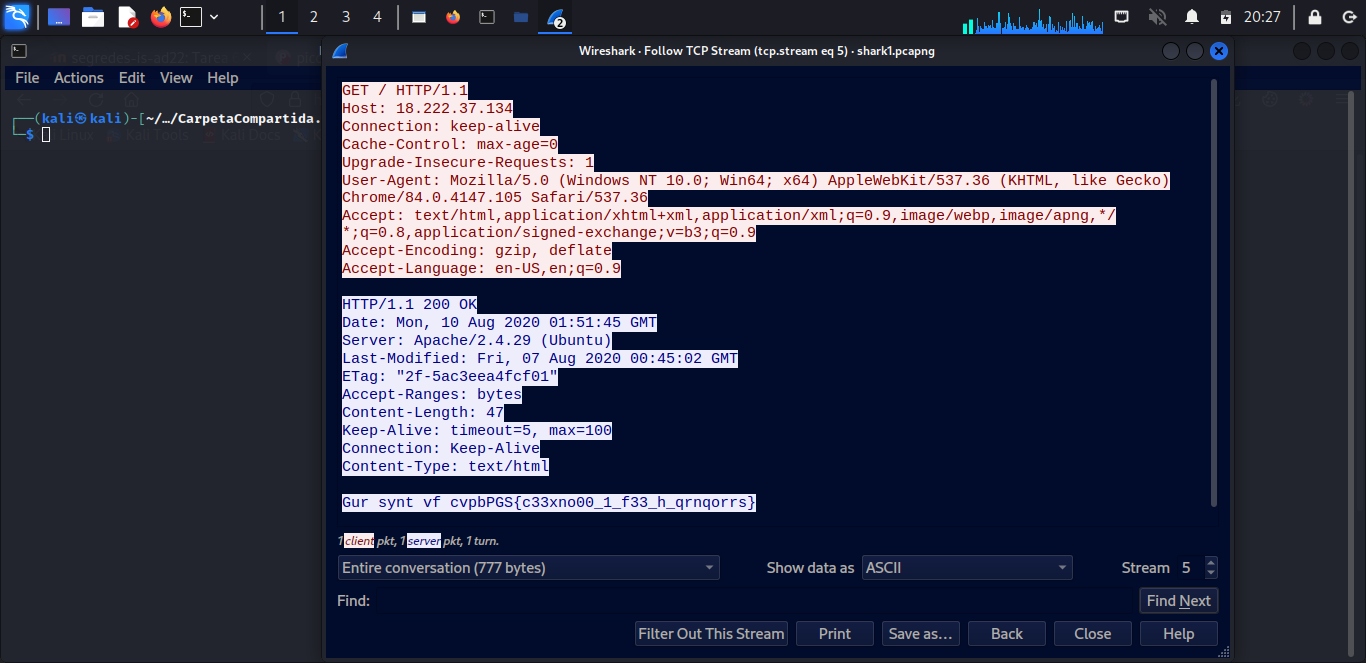 1 2 3 4 2 20:27
Wireshark · Follow TCP Stream (tcp.stream eq 5) · shark1.pcapng
File Actions Edit View Help
┌──(kali㉿kali)-[~/…/CarpetaCompartida.
└─$
GET / HTTP/1.1
Host: 18.222.37.134
Connection: keep-alive
Cache-Control: max-age=0
Upgrade-Insecure-Requests: 1
User-Agent: Mozilla/5.0 (Windows NT 10.0; Win64; x64) AppleWebKit/537.36 (KHTML, like Gecko)
Chrome/84.0.4147.105 Safari/537.36
Accept: text/html,application/xhtml+xml,application/xml;q=0.9,image/webp,image/apng,*/
*;q=0.8,application/signed-exchange;v=b3;q=0.9
Accept-Encoding: gzip, deflate
Accept-Language: en-US,en;q=0.9
HTTP/1.1 200 OK
Date: Mon, 10 Aug 2020 01:51:45 GMT
Server: Apache/2.4.29 (Ubuntu)
Last-Modified: Fri, 07 Aug 2020 00:45:02 GMT
ETag: "2f-5ac3eea4fcf01"
Accept-Ranges: bytes
Content-Length: 47
Keep-Alive: timeout=5, max=100
Connection: Keep-Alive
Content-Type: text/html
Gur synt vf cvpbPGS{c33xno00_1_f33_h_qrnqorrs}
1 client pkt, 1 server pkt, 1 turn.
Entire conversation (777 bytes) Show data as ASCII Stream 5
Find: Find Next
Filter Out This Stream Print Save as… Back Close Help